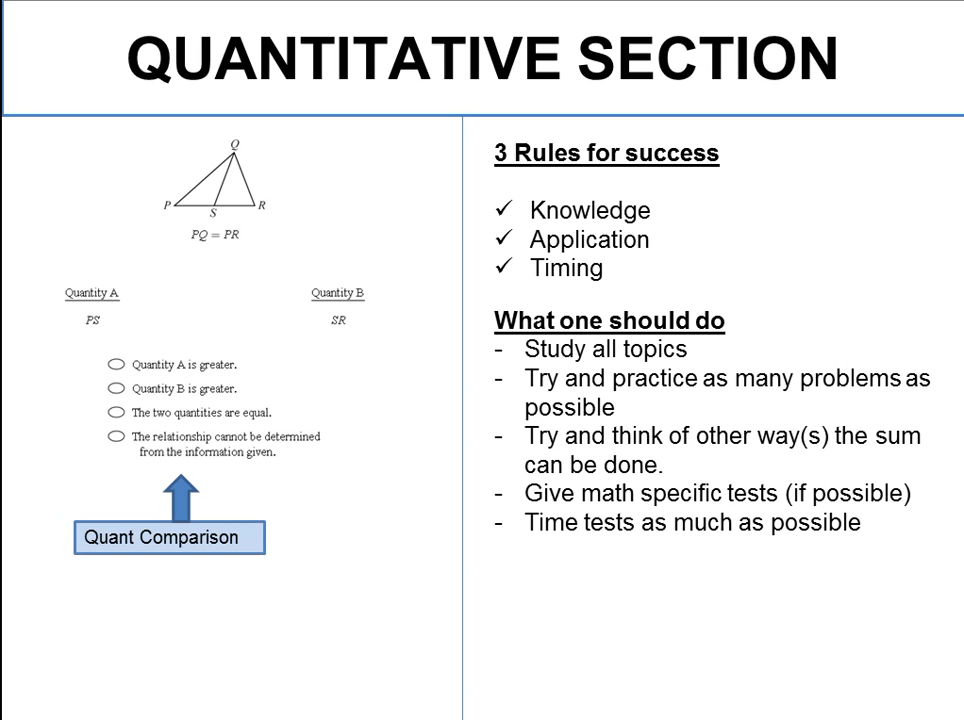 QUANTITATIVE SECTION
Q
P
S
R
PQ = PR
Quantity A
Quantity B
PS
SR
Quantity A is greater.
Quantity B is greater.
The two quantities are equal.
The relationship cannot be determined
from the information given.
Quant Comparison
3 Rules for success
✓ Knowledge
✓ Application
✓ Timing
What one should do
- Study all topics
- Try and practice as many problems as
possible
- Try and think of other way(s) the sum
can be done.
- Give math specific tests (if possible)
- Time tests as much as possible